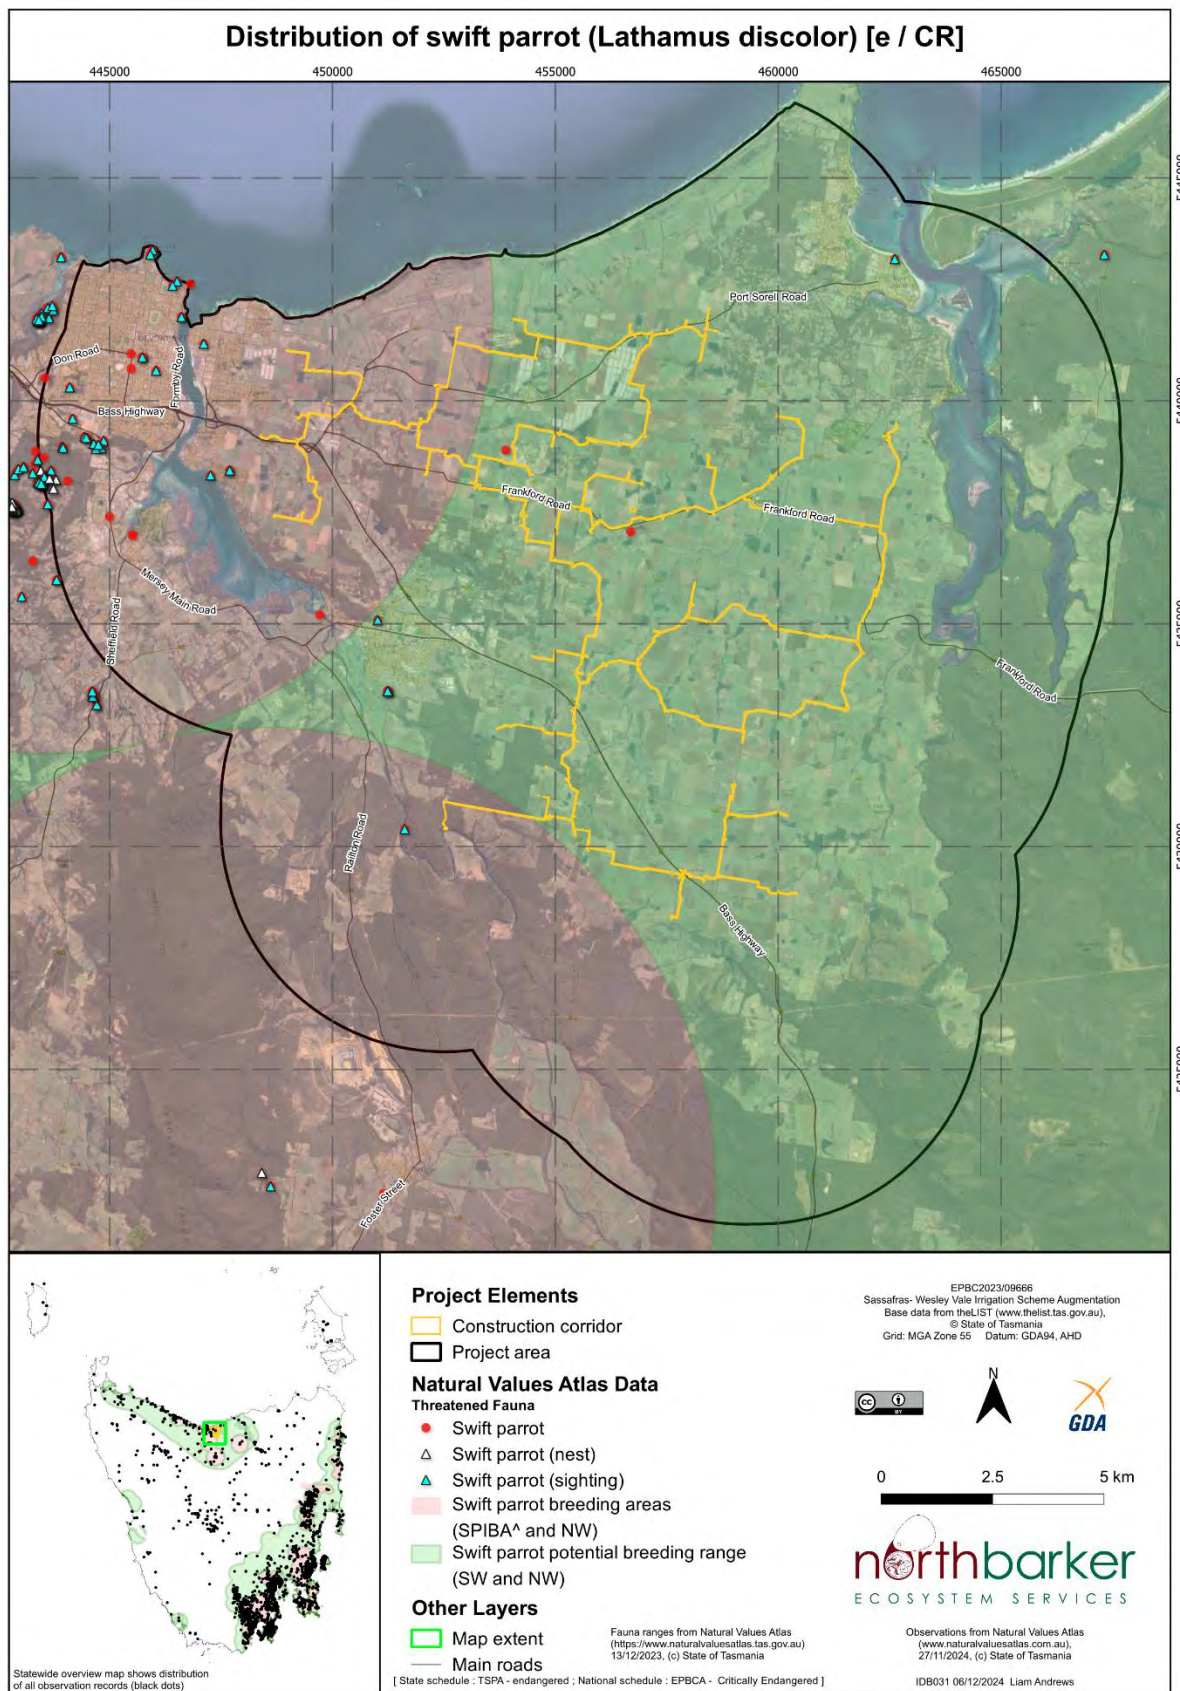 Distribution of swift parrot (Lathamus discolor) [e / CR]
445000
450000
455000
460000
465000
5445000
5440000
5435000
5430000
5425000
Port Sorell Road
Don Road
Formby Road
Bass Highway
Frankford Road
Frankford Road
Mersey Main Road
Sheffield Road
Frankford Road
Railton Road
Bass Highway
Foster Street
Project Elements
Construction corridor
Project area
Natural Values Atlas Data
Threatened Fauna
Swift parrot
Swift parrot (nest)
Swift parrot (sighting)
Swift parrot breeding areas
(SPIBA^ and NW)
Swift parrot potential breeding range
(SW and NW)
Other Layers
Map extent
Main roads
EPBC2023/09666
Sassafras- Wesley Vale Irrigation Scheme Augmentation
Base data from theLIST (www.thelist.tas.gov.au),
© State of Tasmania
Grid: MGA Zone 55 Datum: GDA94, AHD
cc
BY
N
GDA
0 2.5 5 km
northbarker
ECOSYSTEM SERVICES
Fauna ranges from Natural Values Atlas
(https://www.naturalvaluesatlas.tas.gov.au)
13/12/2023, (c) State of Tasmania
Observations from Natural Values Atlas
(www.naturalvaluesatlas.com.au),
27/11/2024, (c) State of Tasmania
Statewide overview map shows distribution
of all observation records (black dots)
[ State schedule : TSPA - endangered ; National schedule : EPBCA - Critically Endangered ]
IDB031 06/12/2024 Liam Andrews